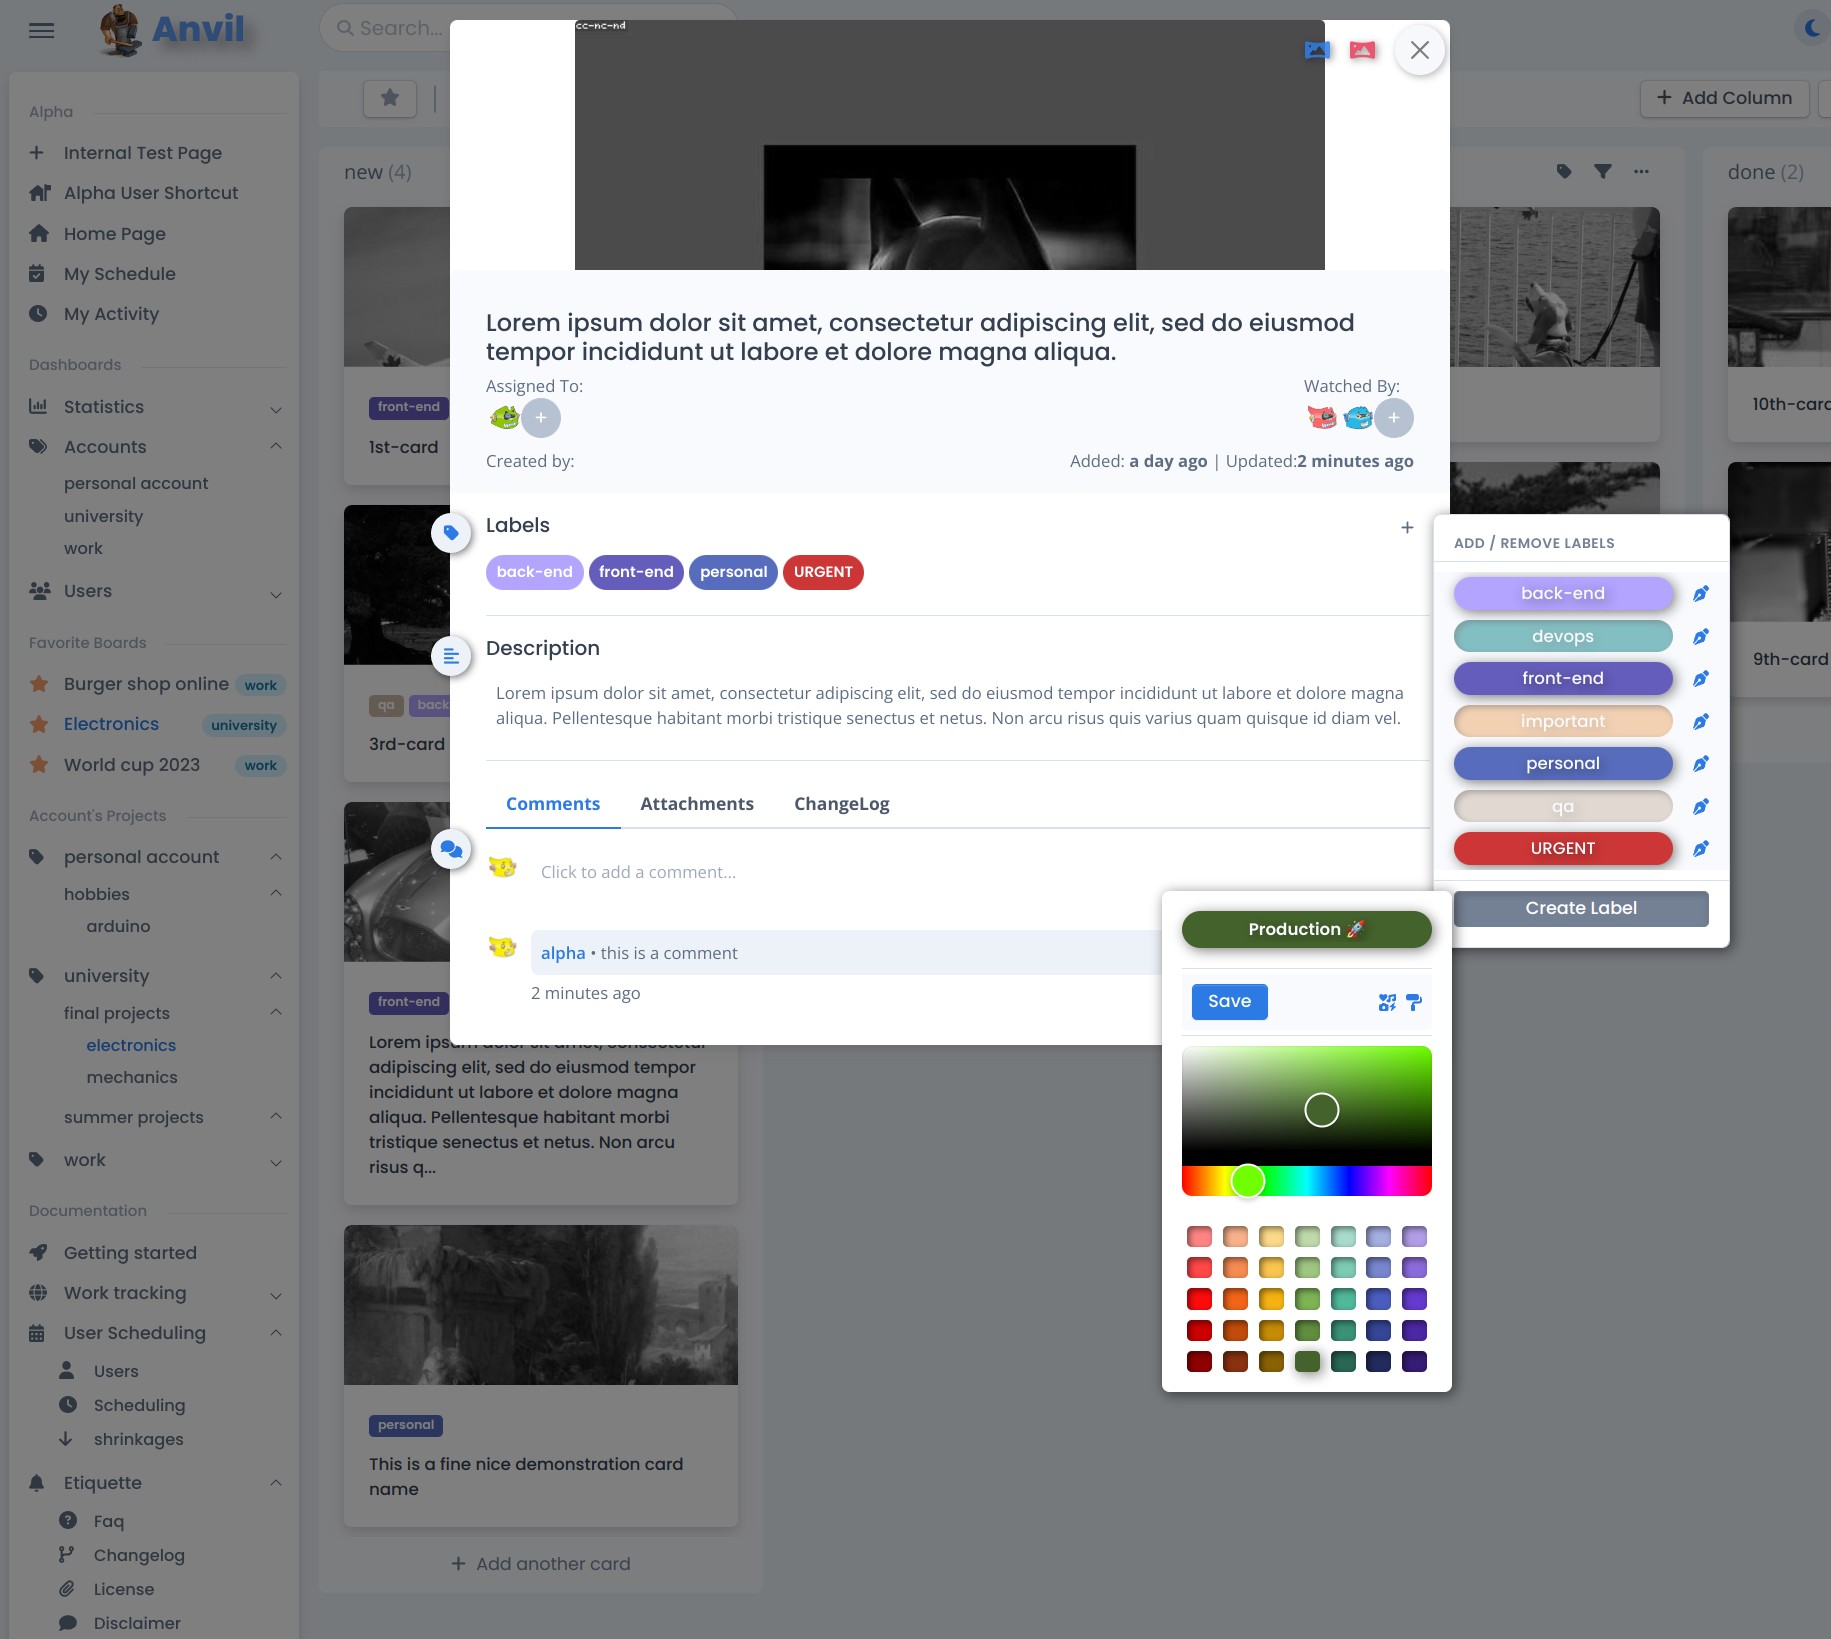 Anvil
Search...
cc-nc-nd
Alpha
Internal Test Page
Alpha User Shortcut
Home Page
My Schedule
My Activity
Dashboards
Statistics
Accounts
personal account
university
work
Users
Favorite Boards
Burger shop online work
Electronics university
World cup 2023 work
Account's Projects
personal account
hobbies
arduino
university
final projects
electronics
mechanics
summer projects
work
Documentation
Getting started
Work tracking
User Scheduling
Users
Scheduling
shrinkages
Etiquette
Faq
Changelog
License
Disclaimer
new (4)
front-end
1st-card
qa back
3rd-card
front-end
Lorem ipsum dolor sit amet, consectetur
adipiscing elit, sed do eiusmod tempor
incididunt ut labore et dolore magna
aliqua. Pellentesque habitant morbi
tristique senectus et netus. Non arcu
risus q...
personal
This is a fine nice demonstration card
name
+ Add another card
Lorem ipsum dolor sit amet, consectetur adipiscing elit, sed do eiusmod
tempor incididunt ut labore et dolore magna aliqua.
Assigned To:
Watched By:
Created by:
Added: a day ago | Updated:2 minutes ago
Labels
back-end front-end personal URGENT
Description
Lorem ipsum dolor sit amet, consectetur adipiscing elit, sed do eiusmod tempor incididunt ut labore et dolore magna
aliqua. Pellentesque habitant morbi tristique senectus et netus. Non arcu risus quis varius quam quisque id diam vel.
Comments Attachments ChangeLog
Click to add a comment...
alpha • this is a comment
2 minutes ago
+ Add Column
done (2)
10th-card
9th-card
ADD / REMOVE LABELS
back-end
devops
front-end
important
personal
qa
URGENT
Create Label
Production 🚀
Save